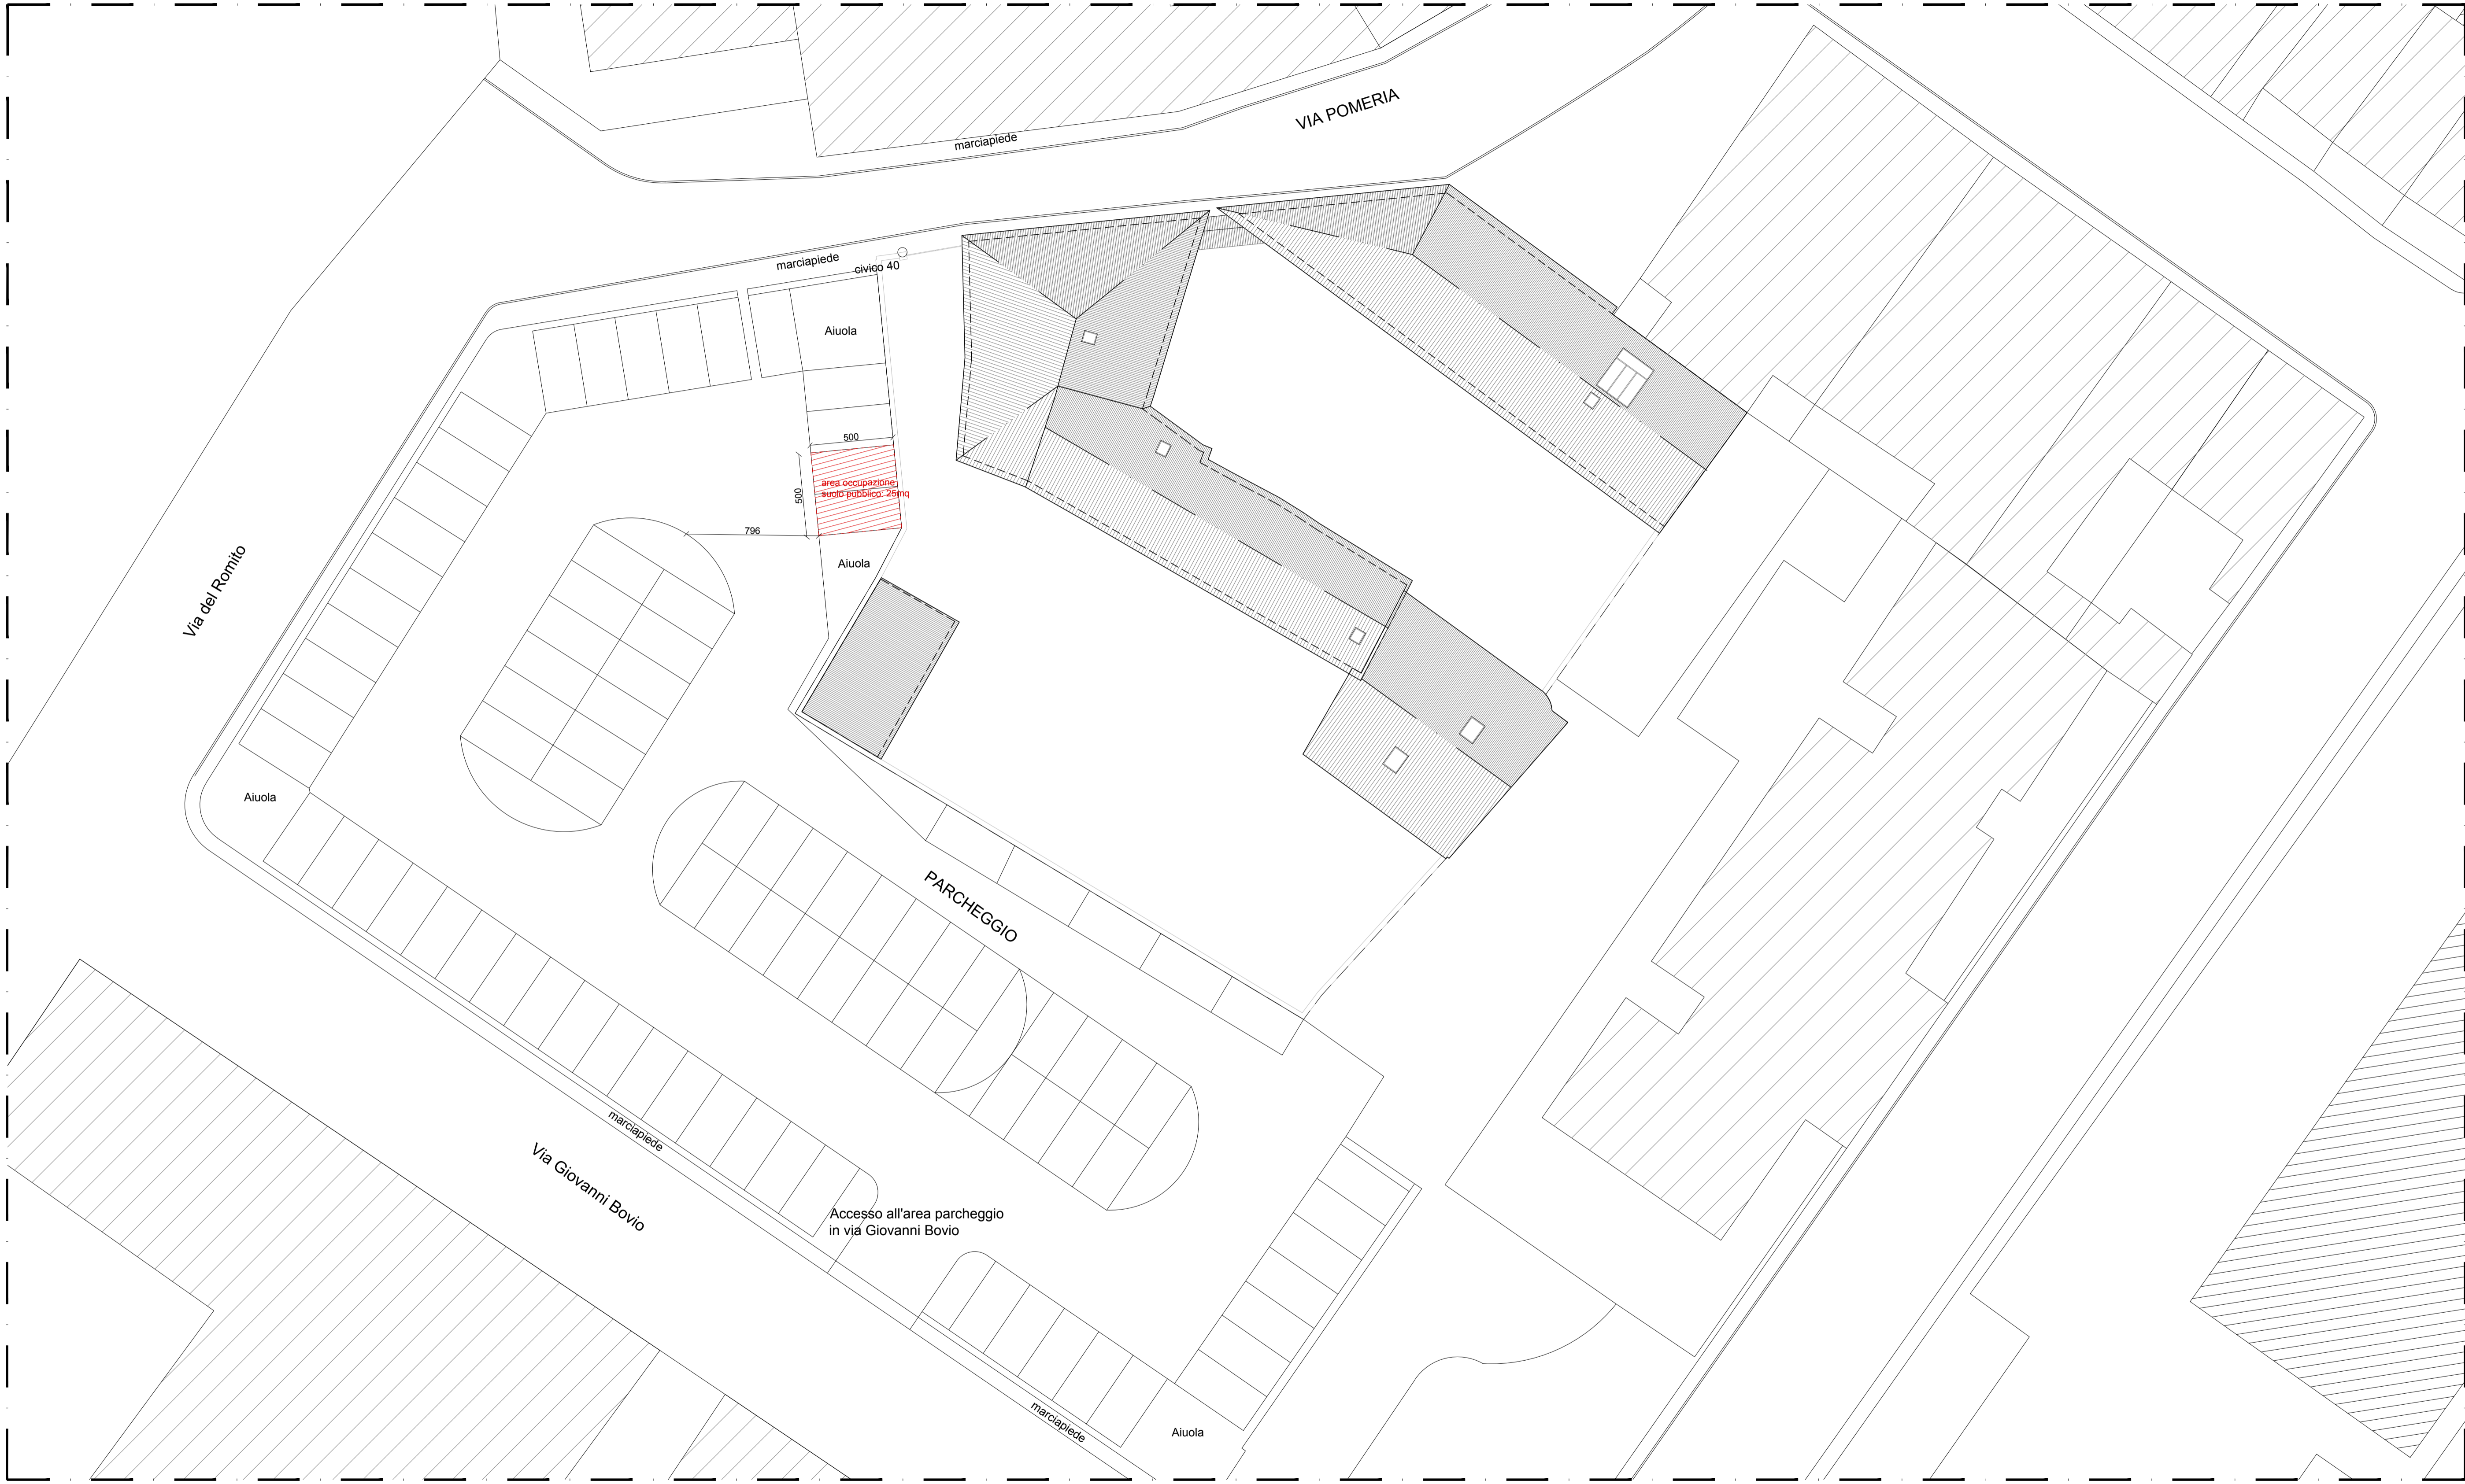 VIA POMERIA
marciapiede
marciapiede
civico 40
Aiuola
500
area occupazione
suolo pubblico: 25mq
500
796
Aiuola
Via del Romito
Aiuola
PARCHEGGIO
marciapiede
Via Giovanni Bovio
Accesso all'area parcheggio
in via Giovanni Bovio
marciapiede
Aiuola